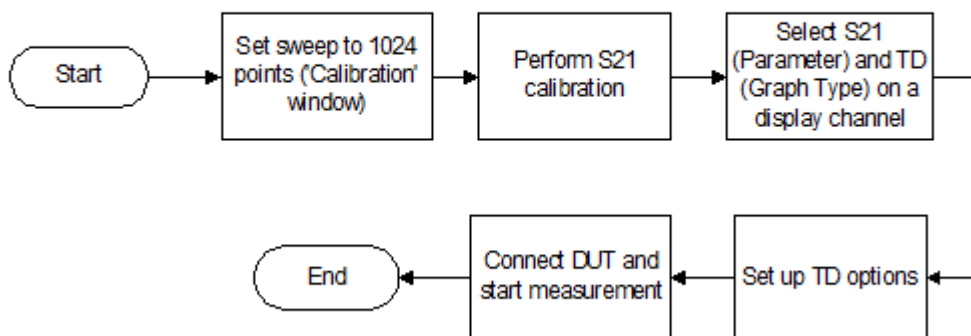 Start
Set sweep to 1024
points ('Calibration'
window)
Perform S21
calibration
Select S21
(Parameter) and TD
(Graph Type) on a
display channel
Set up TD options
Connect DUT and
start measurement
End